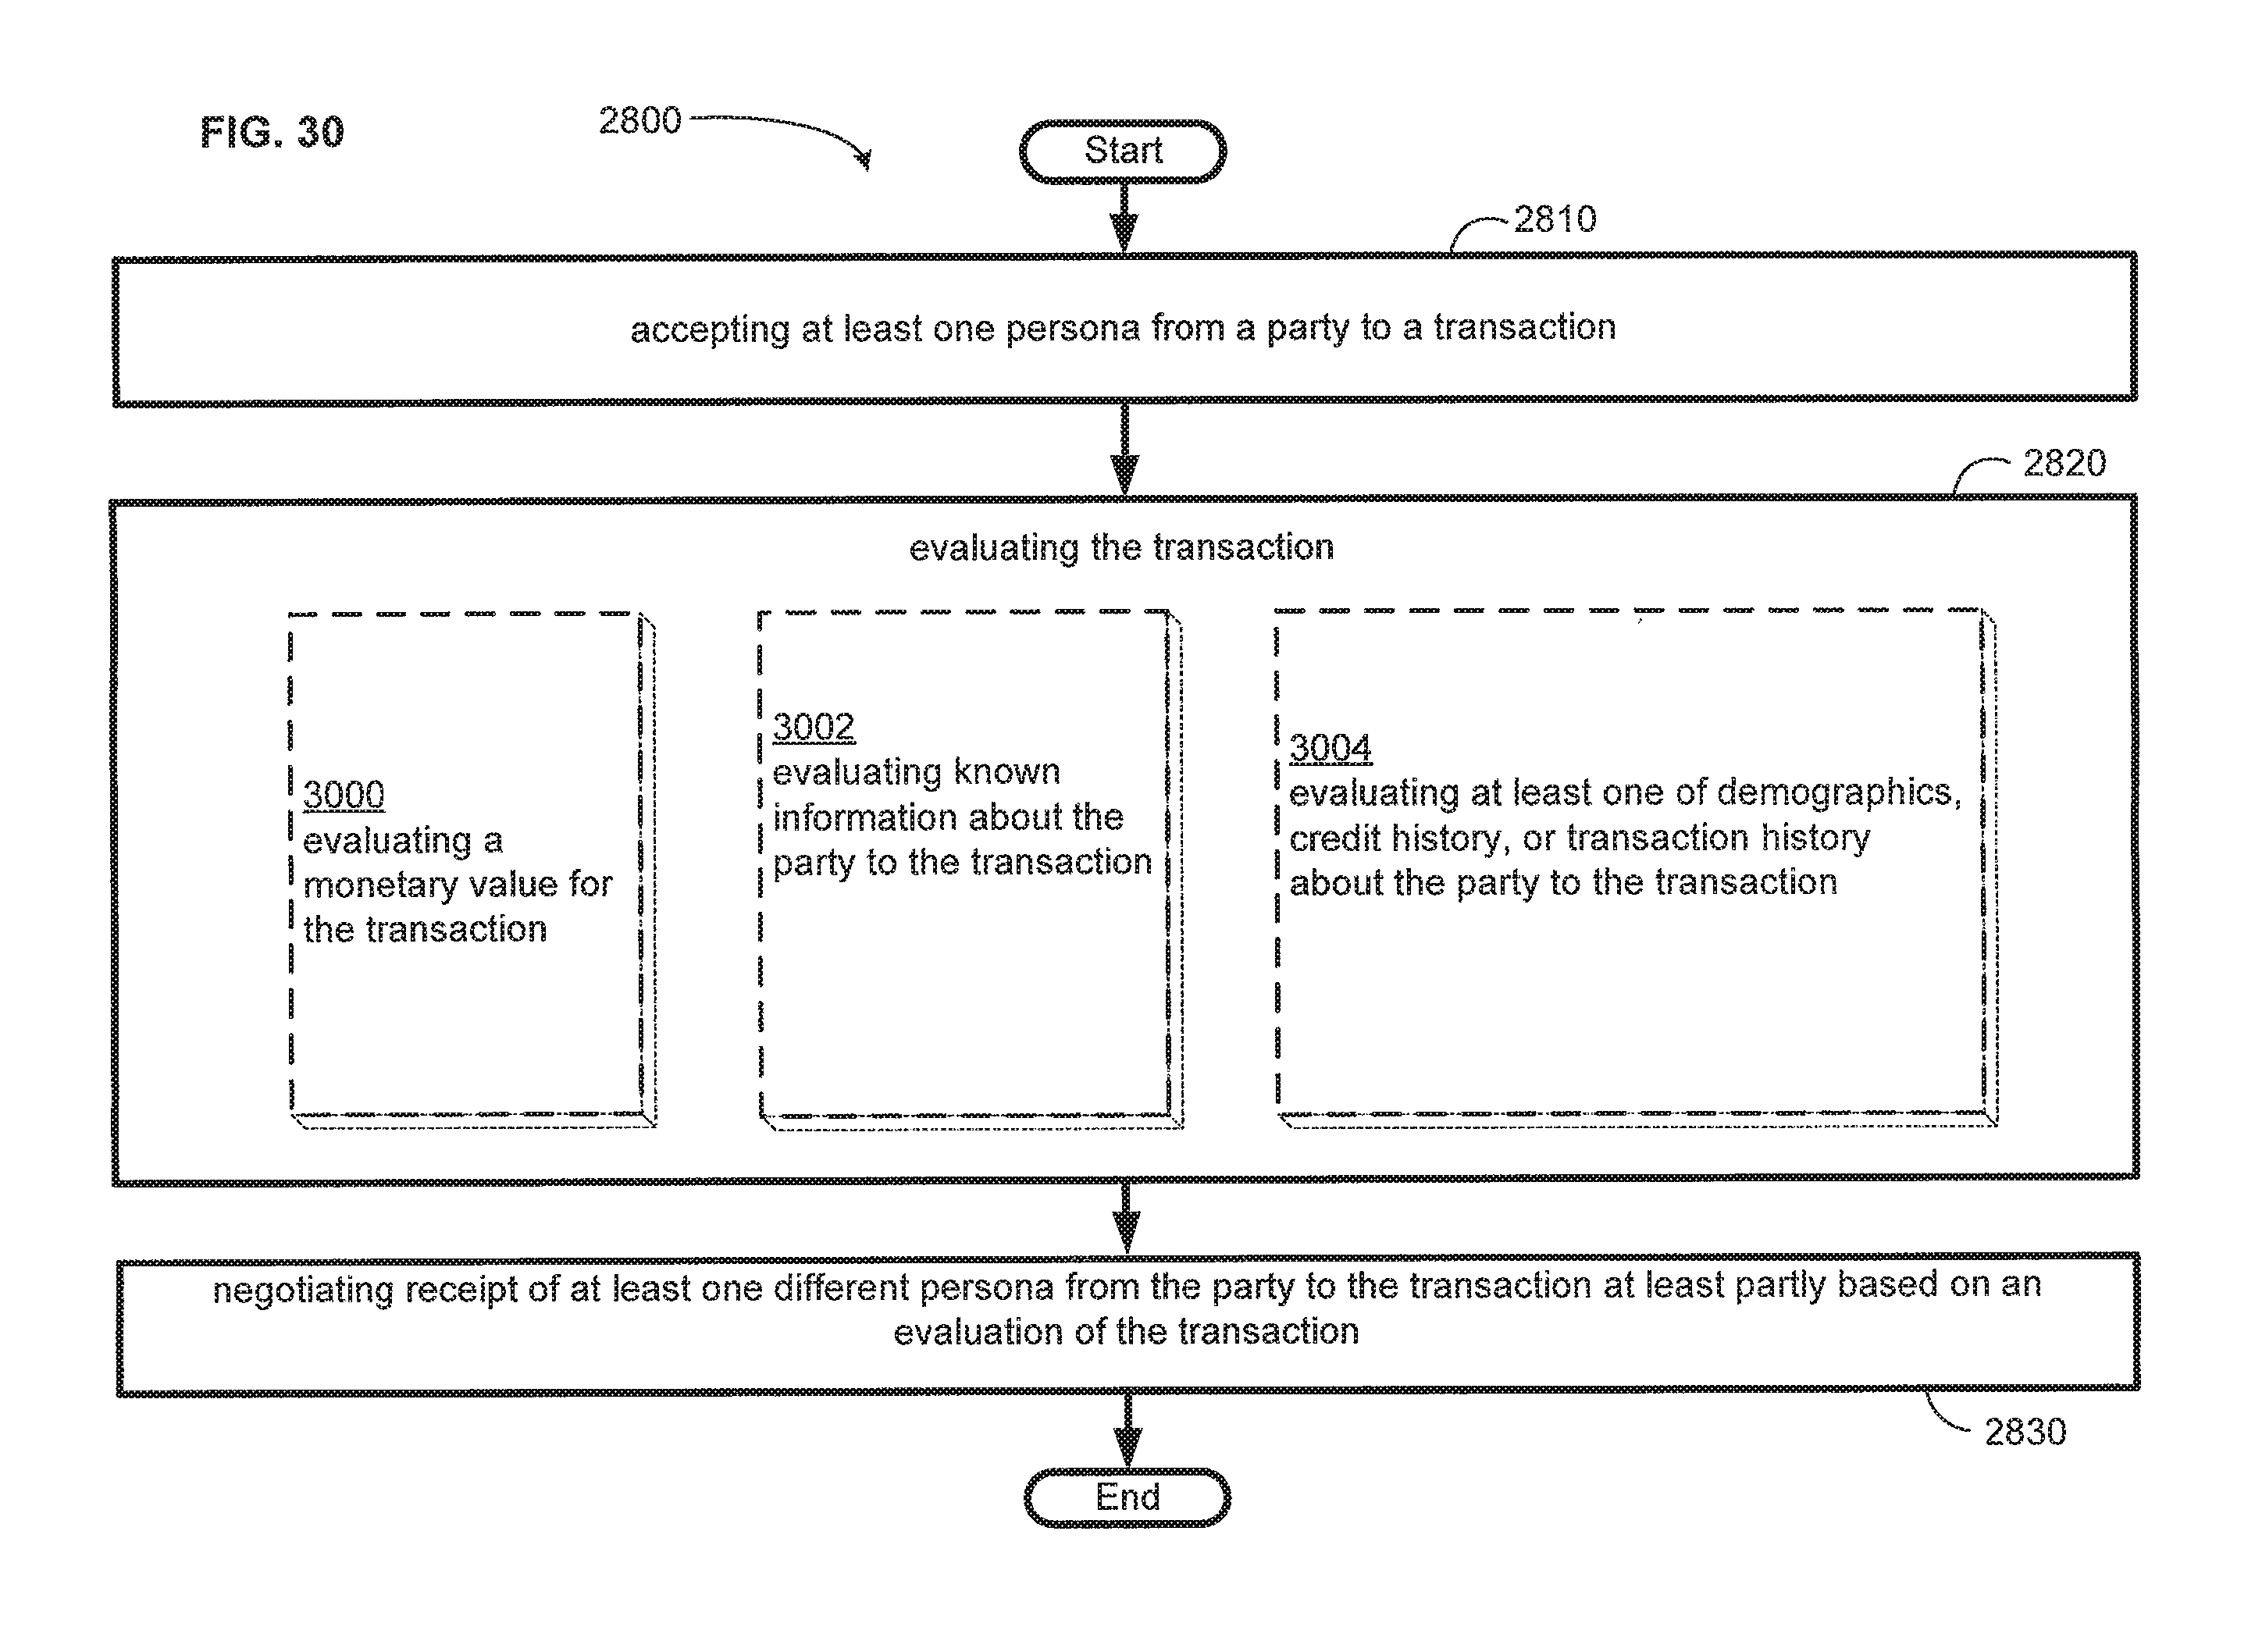 FIG. 30
2800
Start
2810
accepting at least one persona from a party to a transaction
2820
evaluating the transaction
3000
evaluating a
monetary value for
the transaction
3002
evaluating known
information about the
party to the transaction
3004
evaluating at least one of demographics,
credit history, or transaction history
about the party to the transaction
negotiating receipt of at least one different persona from the party to the transaction at least partly based on an
evaluation of the transaction
2830
End